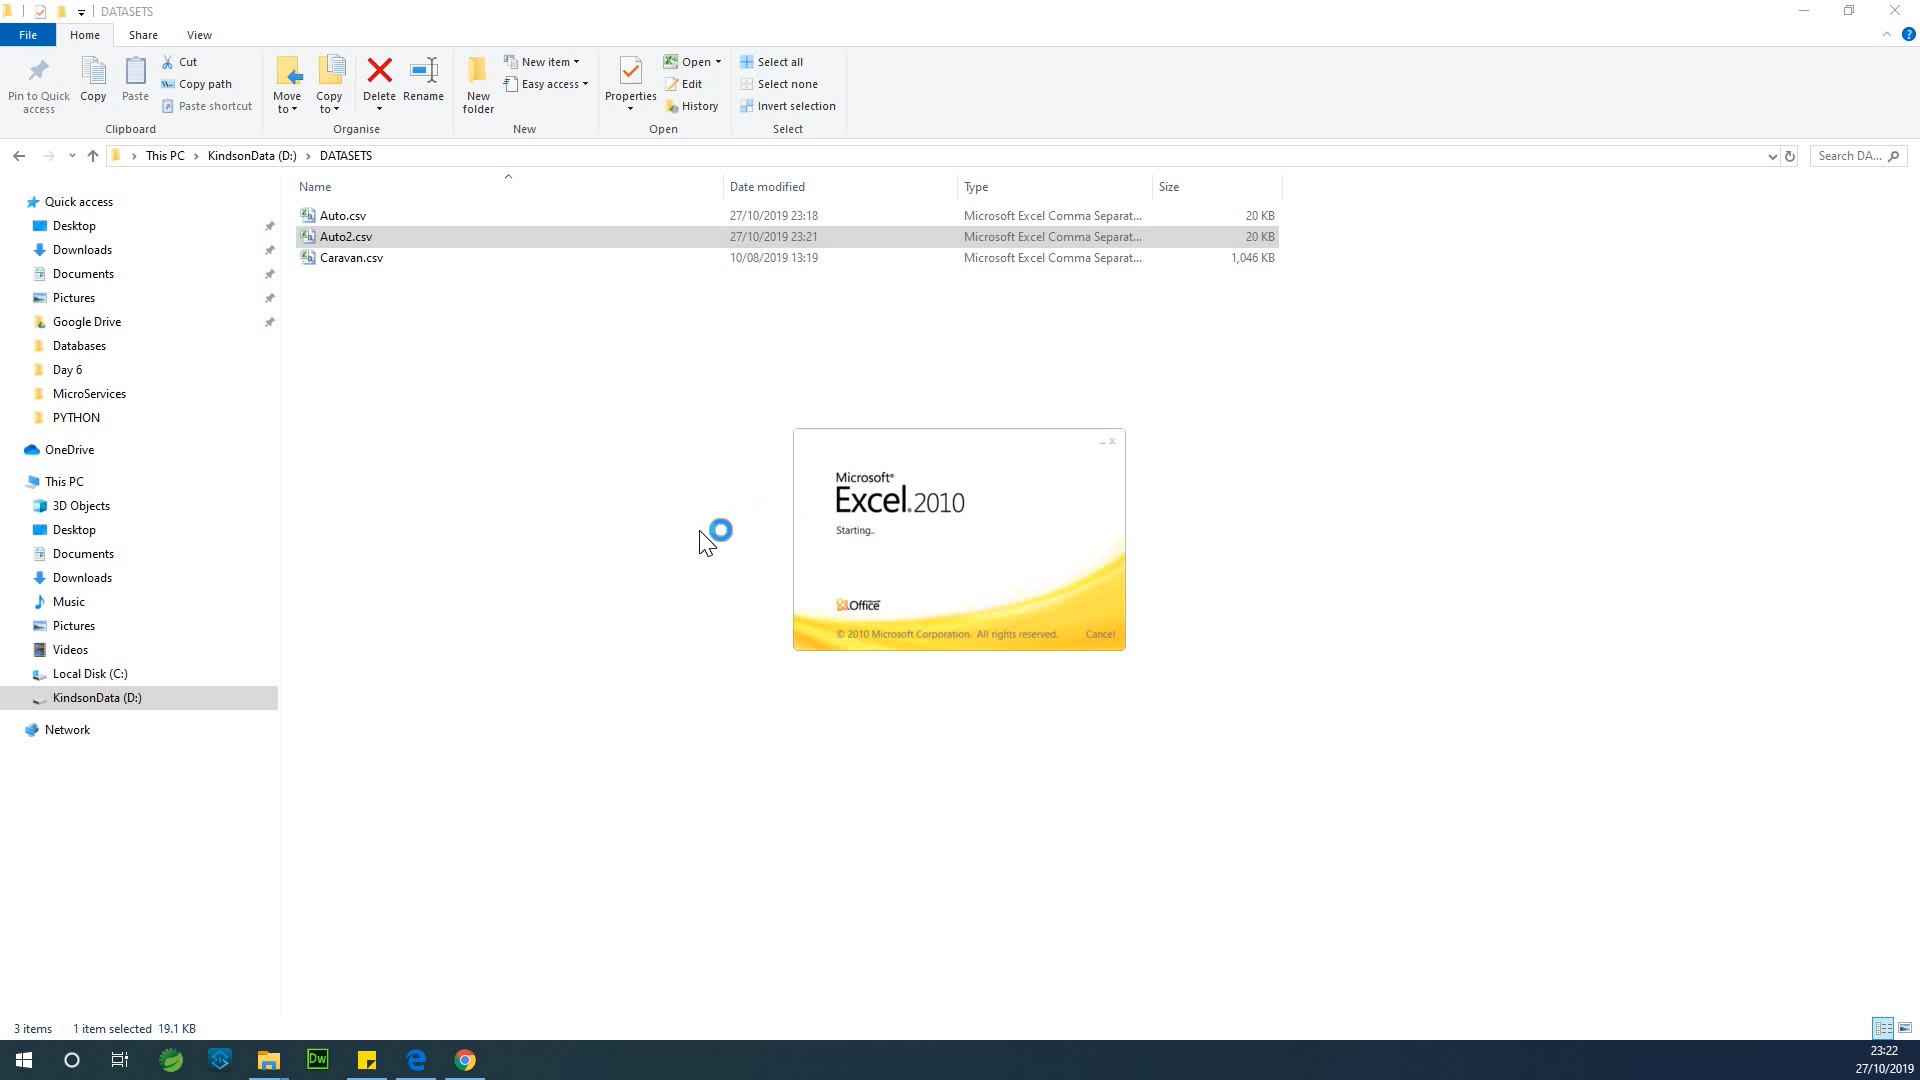 DATASETS
File Home Share View
Pin to Quick access
Copy
Paste
Cut
Copy path
Paste shortcut
Clipboard
Move to
Copy to
Delete
Rename
Organise
New folder
New item
Easy access
New
Properties
Open
Edit
History
Open
Select all
Select none
Invert selection
Select
This PC › KindsonData (D:) › DATASETS
Search DA...
Name Date modified Type Size
Auto.csv 27/10/2019 23:18 Microsoft Excel Comma Separat... 20 KB
Auto2.csv 27/10/2019 23:21 Microsoft Excel Comma Separat... 20 KB
Caravan.csv 10/08/2019 13:19 Microsoft Excel Comma Separat... 1,046 KB
Quick access
Desktop
Downloads
Documents
Pictures
Google Drive
Databases
Day 6
MicroServices
PYTHON
OneDrive
This PC
3D Objects
Desktop
Documents
Downloads
Music
Pictures
Videos
Local Disk (C:)
KindsonData (D:)
Network
Microsoft®
Excel®2010
Starting..
Office
© 2010 Microsoft Corporation. All rights reserved. Cancel
3 items 1 item selected 19.1 KB
Dw
23:22
27/10/2019